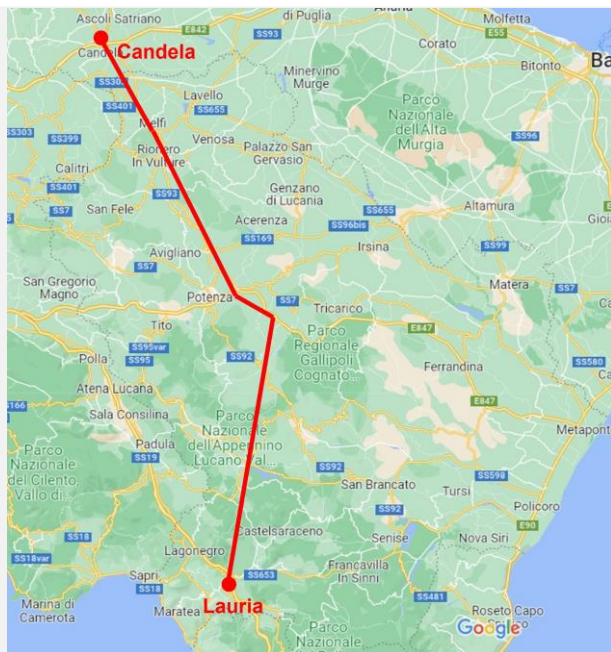 Ascoli Satriano
Candela
E842
di Puglia
SS93
Andria
Corato
E55
Molfetta
Bitonto
Ba
Minervino
Murge
Parco
Nazionale
dell'Alta
Murgia
SS303
SS401
Lavello
SS655
SS96
Melfi
Venosa
Palazzo San
Gervasio
SS303
SS399
Calitri
Rionero
In Vulture
SS93
Genzano
di Lucania
SS401
SS7
San Fele
Acerenza
SS655
Altamura
Gioia
SS96bis
SS169
Irsina
SS99
Avigliano
SS7
San Gregorio
Magno
Potenza
SS7
Tricarico
Matera
SS7
Tito
SS95var
SS95
Polla
SS92
Parco
Regionale
Gallipoli
Cognato...
E847
Ferrandina
SS580
Atena Lucana
E847
SS166
Sala Consilina
Parco
Nazionale
dell'Appennino
Lucano Val...
Metapont
Parco
Nazionale
del Cilento
Vallo di
Padula
SS19
SS92
San Brancato
Tursi
SS598
SS92
Policoro
E90
Castelsaraceno
Senise
Nova Siri
SS18
SS18var
Lagonegro
Sapri
SS18
SS653
Francavilla
In Sinni
SS481
Marina di
Camerota
Maratea
Lauria
Roseto Capo
Parco
Nazionale
Google